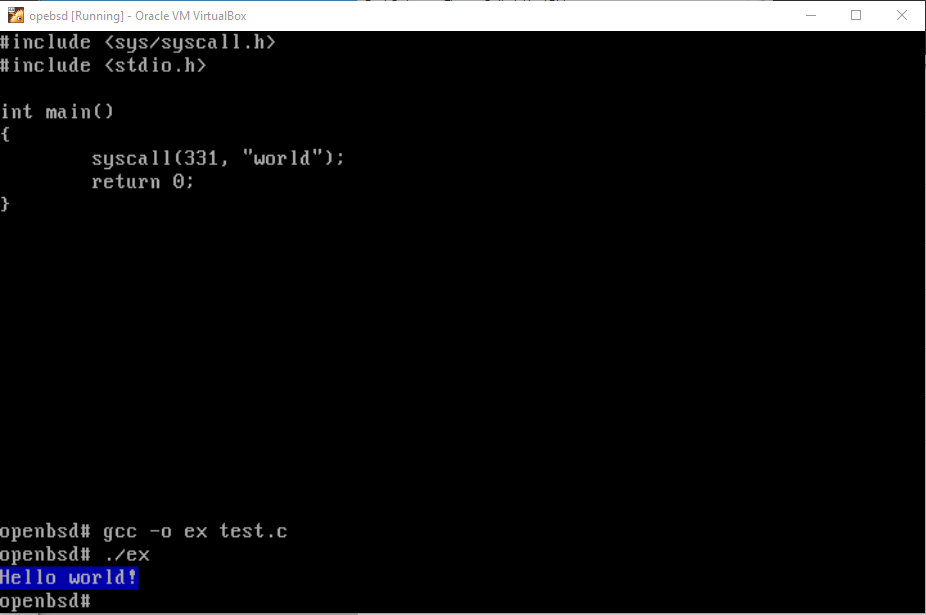 opebsd [Running] - Oracle VM VirtualBox
#include <sys/syscall.h>
#include <stdio.h>
int main()
{
        syscall(331, "world");
        return 0;
}
openbsd# gcc -o ex test.c
openbsd# ./ex
Hello world!
openbsd#